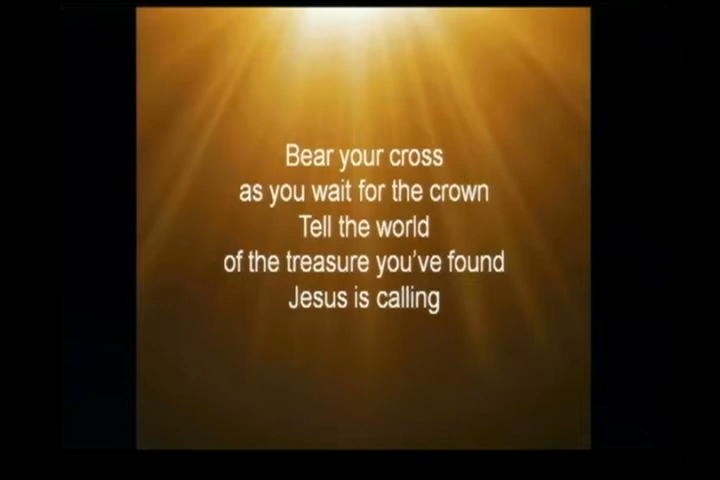 Bear your cross
as you wait for the crown
Tell the world
of the treasure you've found
Jesus is calling